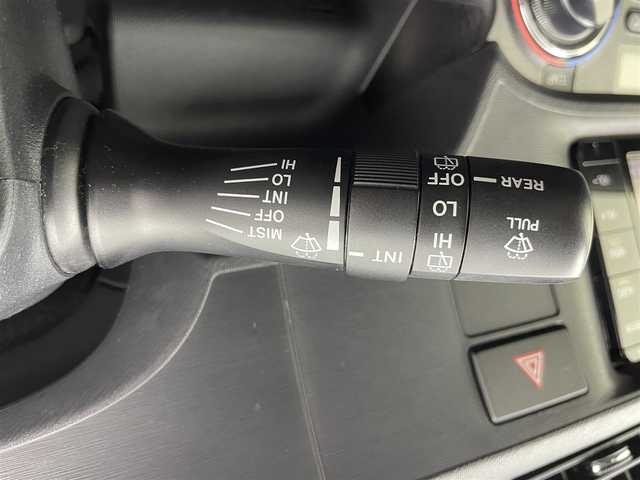 PULL
REAR
HI
LO
OFF
INT
MIST
OFF
INT
LO
HI